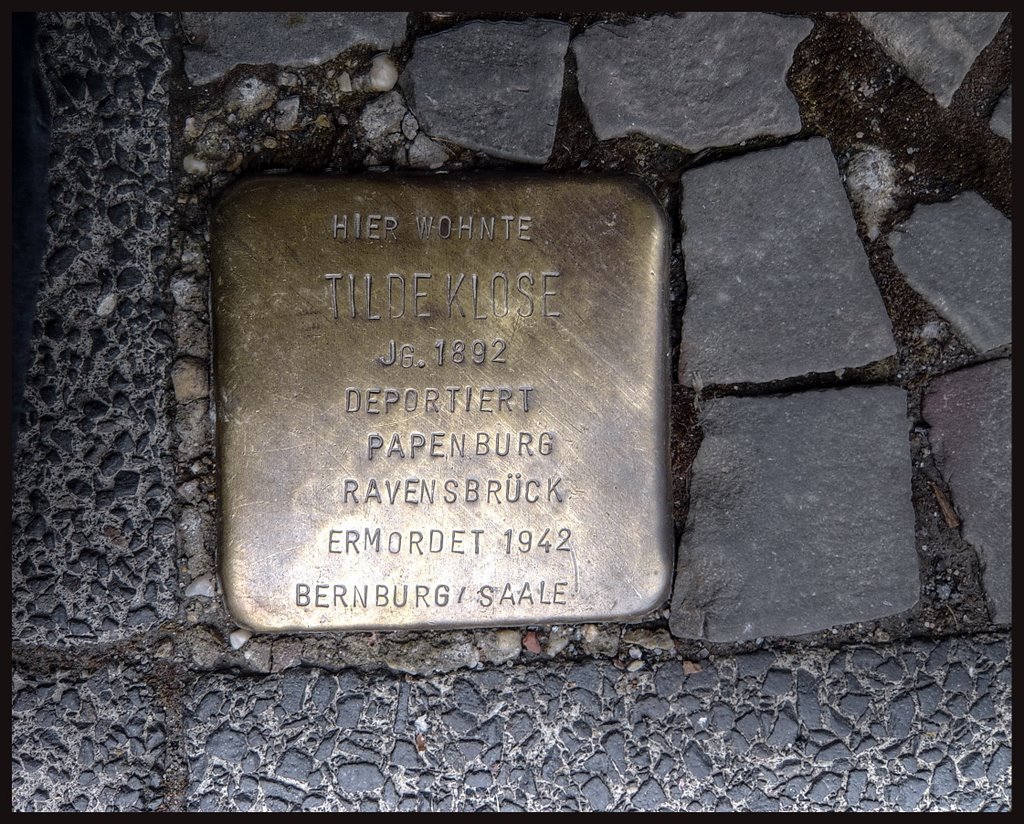 HIER WOHNTE
TILDE KLOSE
JG. 1892
DEPORTIERT
PAPENBURG
RAVENSBRÜCK
ERMORDET 1942
BERNBURG/SAALE